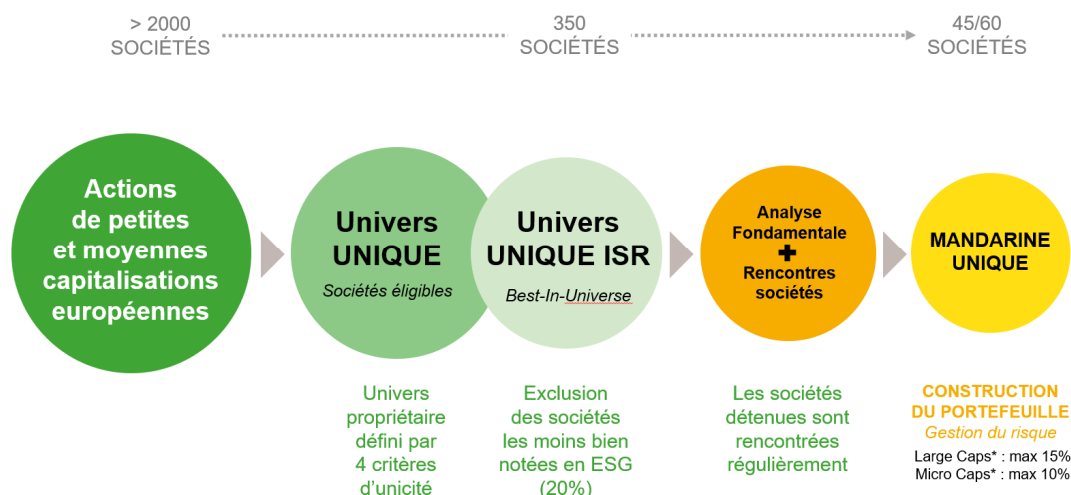 > 2000
SOCIÉTÉS
350
SOCIÉTÉS
45/60
SOCIÉTÉS
Actions
de petites
et moyennes
capitalisations
européennes
Univers
UNIQUE
Sociétés éligibles
Univers
UNIQUE ISR
Best-In-Universe
Analyse
Fondamentale
+
Rencontres
sociétés
MANDARINE
UNIQUE
Univers
propriétaire
défini par
4 critères
d'unicité
Exclusion
des sociétés
les moins bien
notées en ESG
(20%)
Les sociétés
détenues sont
rencontrées
régulièrement
CONSTRUCTION
DU PORTEFEUILLE
Gestion du risque
Large Caps* : max 15%
Micro Caps* : max 10%